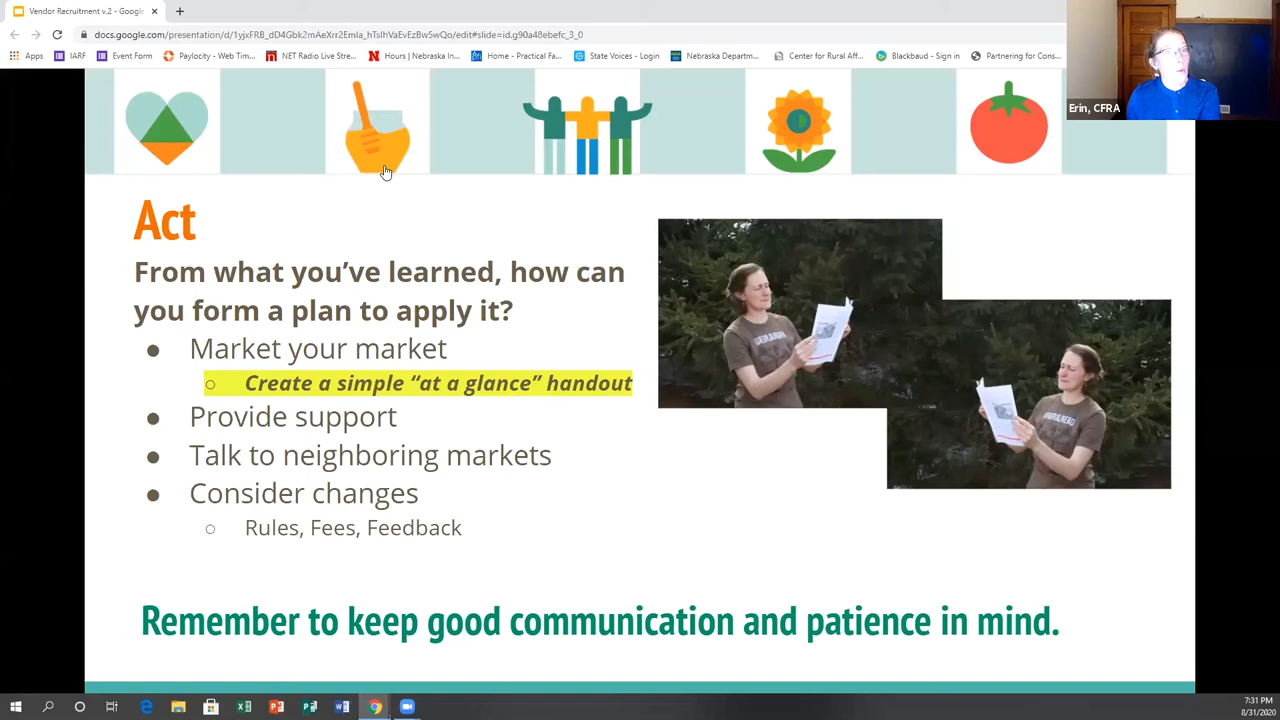 Vendor Recruitment v.2 - Google
docs.google.com/presentation/d/1yjxFRB_dD4Gbk2mAeXrr2EmIa_hTsIhVaEvEzBw5wQo/edit#slide=id.g90a48ebefc_3_0
Apps IARF Event Form Paylocity - Web Tim... NET Radio Live Stre... Hours | Nebraska In... Home - Practical Fa... State Voices - Login Nebraska Departm... Center for Rural Aff... Blackbaud - Sign in Partnering for Cons...
Erin, CFRA
Act
From what you’ve learned, how can
you form a plan to apply it?
● Market your market
○ Create a simple “at a glance” handout
● Provide support
● Talk to neighboring markets
● Consider changes
○ Rules, Fees, Feedback
Remember to keep good communication and patience in mind.
7:31 PM
8/31/2020